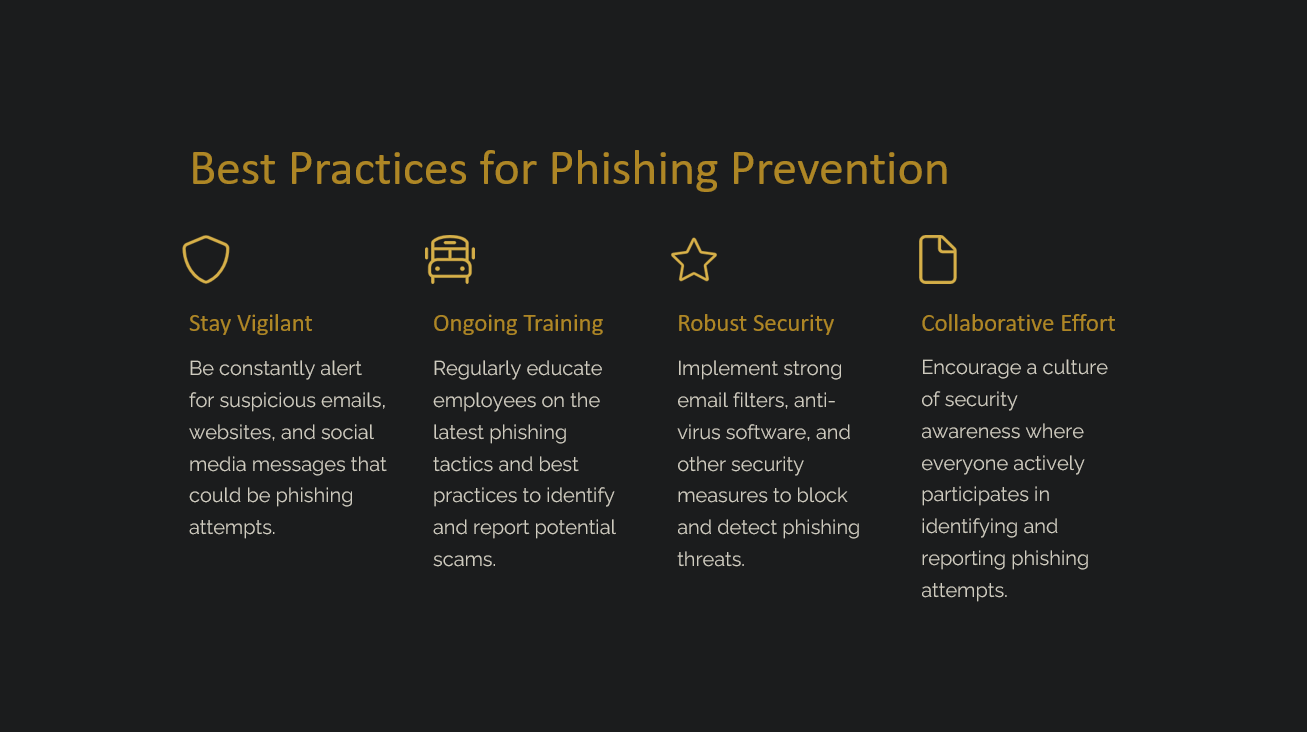 Best Practices for Phishing Prevention
Stay Vigilant
Be constantly alert
for suspicious emails,
websites, and social
media messages that
could be phishing
attempts.
Ongoing Training
Regularly educate
employees on the
latest phishing
tactics and best
practices to identify
and report potential
scams.
Robust Security
Implement strong
email filters, anti-
virus software, and
other security
measures to block
and detect phishing
threats.
Collaborative Effort
Encourage a culture
of security
awareness where
everyone actively
participates in
identifying and
reporting phishing
attempts.